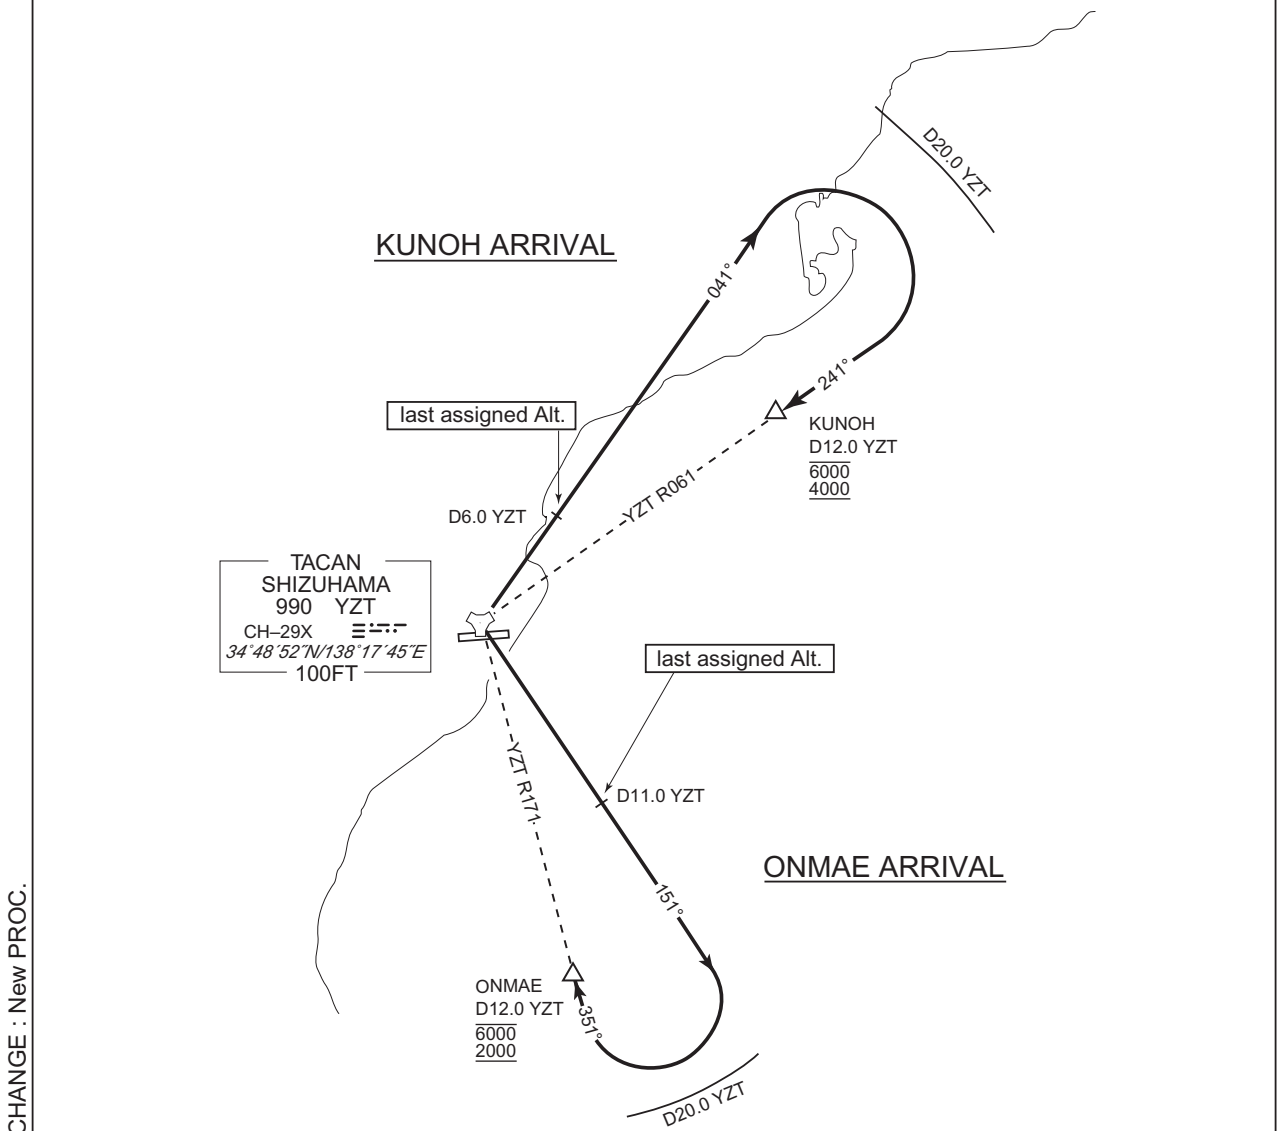 D20.0 YZT
KUNOH ARRIVAL
041°
241°
last assigned Alt.
KUNOH
D12.0 YZT
6000
4000
YZT R061
D6.0 YZT
TACAN
SHIZUHAMA
990 YZT
CH–29X
34°48´52˝N/138°17´45˝E
100FT
last assigned Alt.
YZT R171
D11.0 YZT
ONMAE ARRIVAL
151°
ONMAE
D12.0 YZT
6000
2000
351°
D20.0 YZT
CHANGE : New PROC.